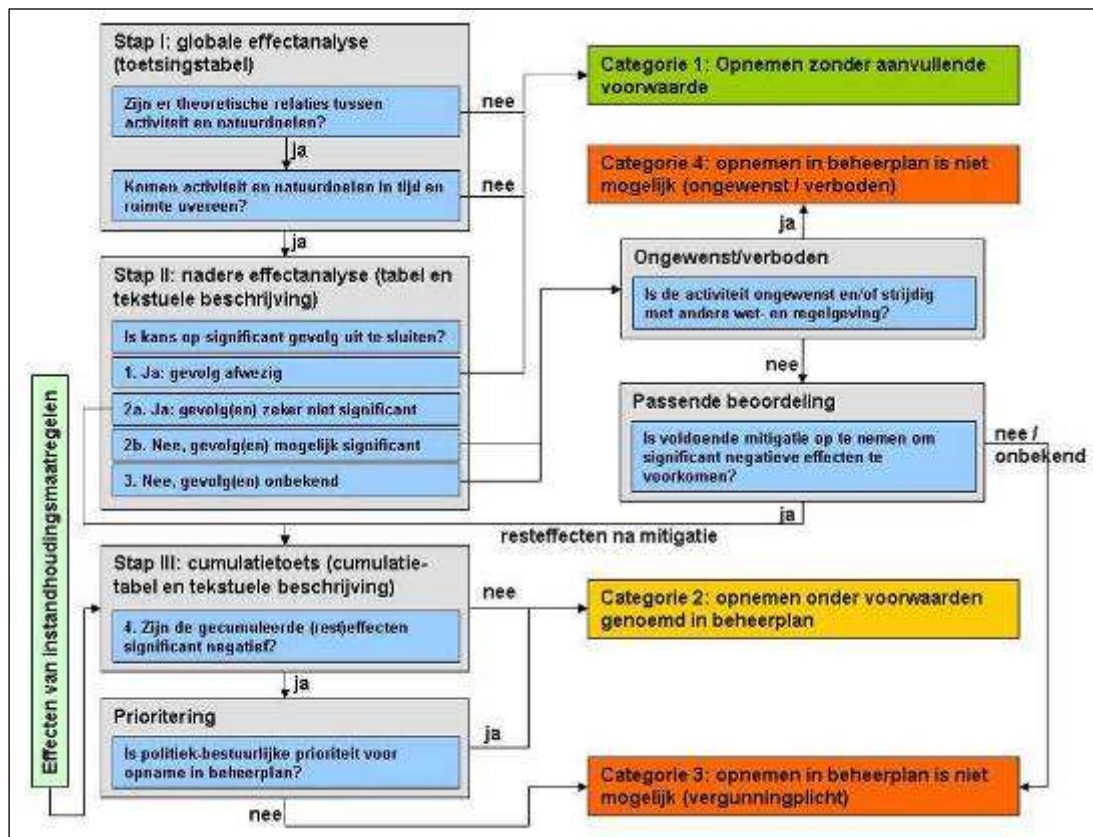 Stap I: globale effectanalyse
(toetsingstabel)
Zijn er theoretische relaties tussen
activiteit en natuurdoelen?
nee
ja
Komen activiteit en natuurdoelen in tijd en
ruimte overeen?
nee
ja
Categorie 1: Opnemen zonder aanvullende
voorwaarde
Categorie 4: opnemen in beheerplan is niet
mogelijk (ongewenst / verboden)
ja
Stap II: nadere effectanalyse (tabel en
tekstuele beschrijving)
Is kans op significant gevolg uit te sluiten?
1. Ja: gevolg afwezig
2a. Ja: gevolg(en) zeker niet significant
2b. Nee, gevolg(en) mogelijk significant
3. Nee, gevolg(en) onbekend
Ongewenst/verboden
Is de activiteit ongewenst en/of strijdig
met andere wet- en regelgeving?
nee
Passende beoordeling
Is voldoende mitigatie op te nemen om
significant negatieve effecten te
voorkomen?
nee /
onbekend
ja
resteffecten na mitigatie
Effecten van instandhoudingsmaatregelen
Stap III: cumulatietoets (cumulatie-
tabel en tekstuele beschrijving)
4. Zijn de gecumuleerde (rest)effecten
significant negatief?
nee
ja
Categorie 2: opnemen onder voorwaarden
genoemd in beheerplan
Prioritering
Is politiek-bestuurlijke prioriteit voor
opname in beheerplan?
ja
nee
Categorie 3: opnemen in beheerplan is niet
mogelijk (vergunningplicht)